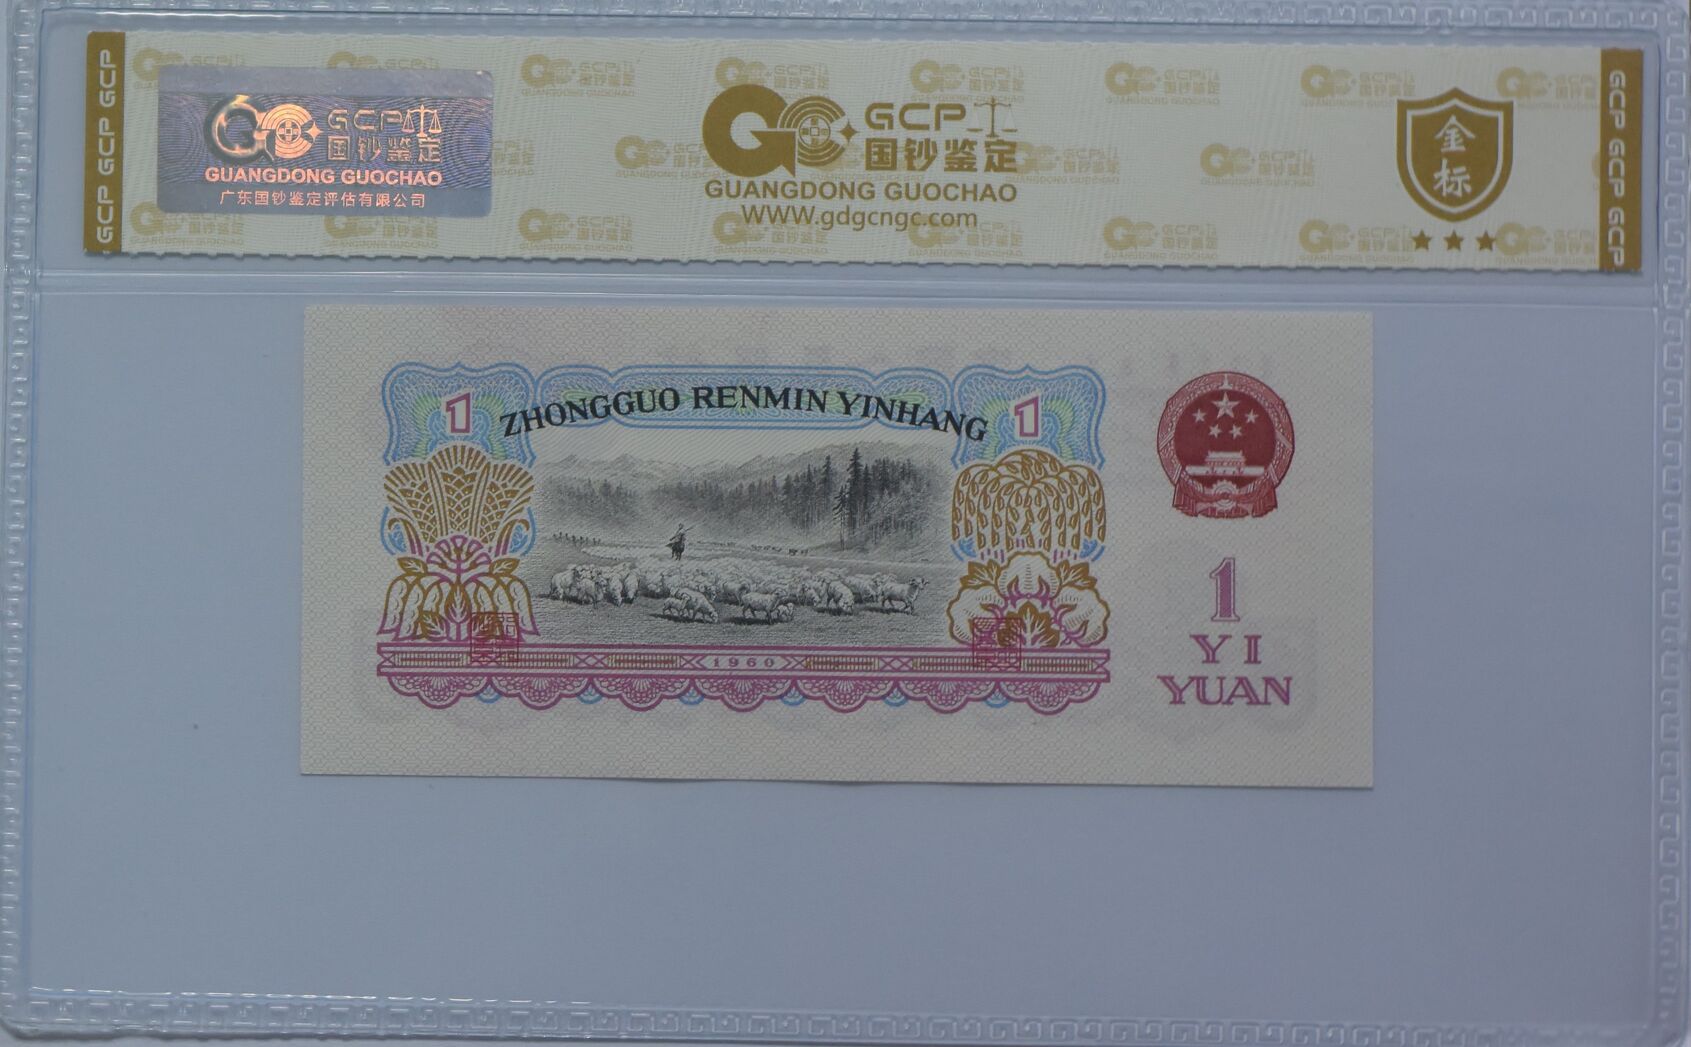 GCP GCP GCP
GCP
国钞鉴定
GUANGDONG GUOCHAO
广东国钞鉴定评估有限公司
GCP
国钞鉴定
GUANGDONG GUOCHAO
WWW.gdgcngc.com
金标
GCP GCP GCP
1
ZHONGGUO RENMIN YINHANG
1
1
YI
YUAN
1960